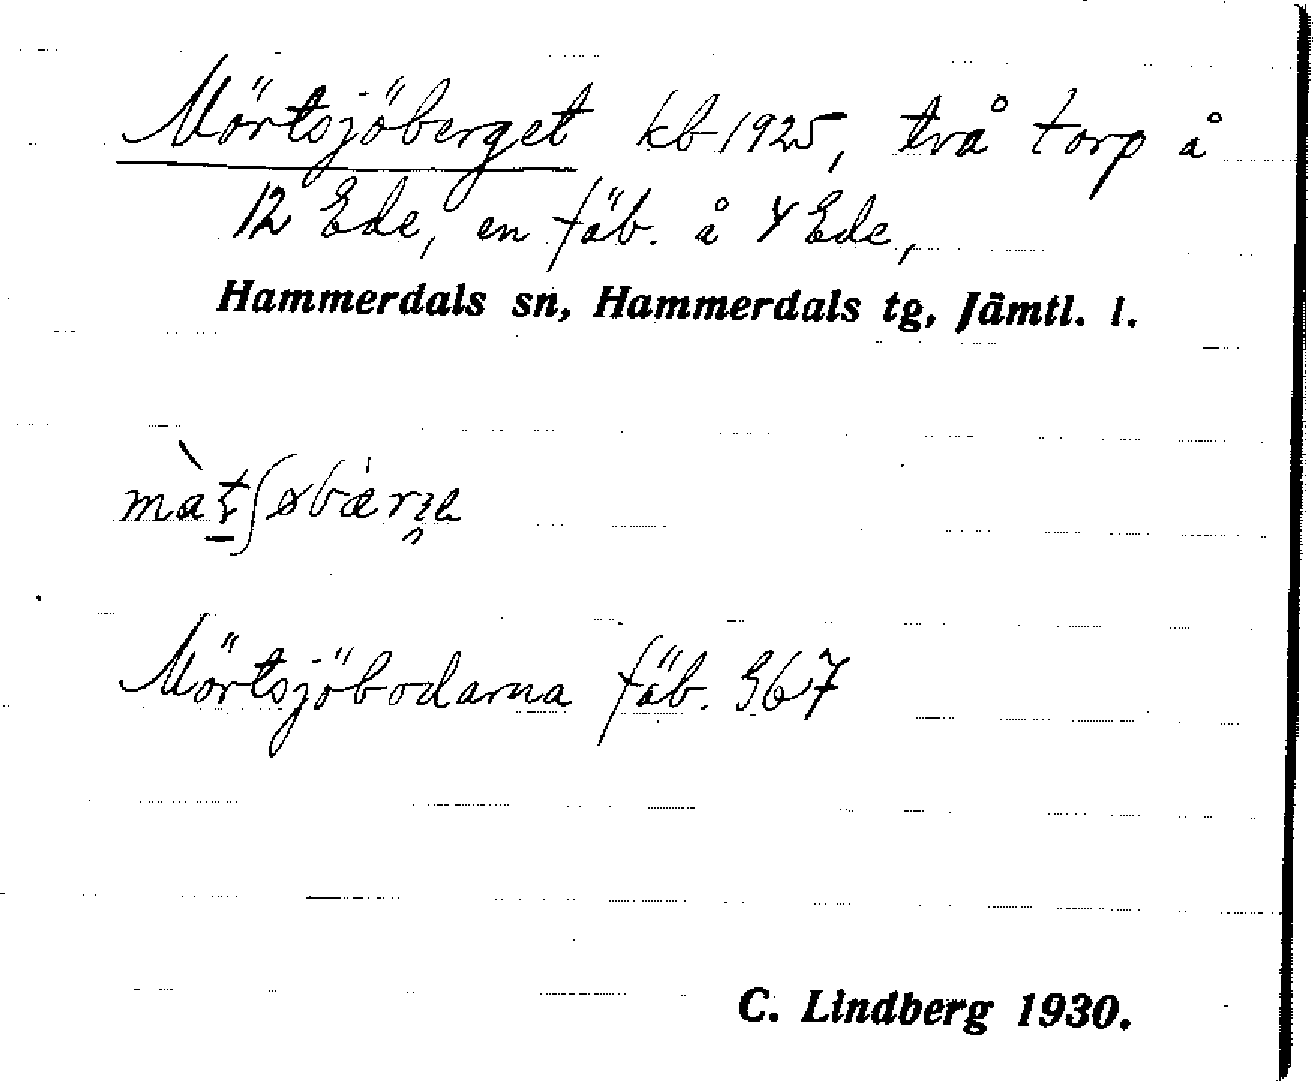 Mörtsjöberget kb 1925, två torp å
12 Ede, en fäb. å 4 Ede,
Hammerdals sn, Hammerdals tg, Jämtl. l.
Mörtsjöbodarna fäb. 367
C. Lindberg 1930.